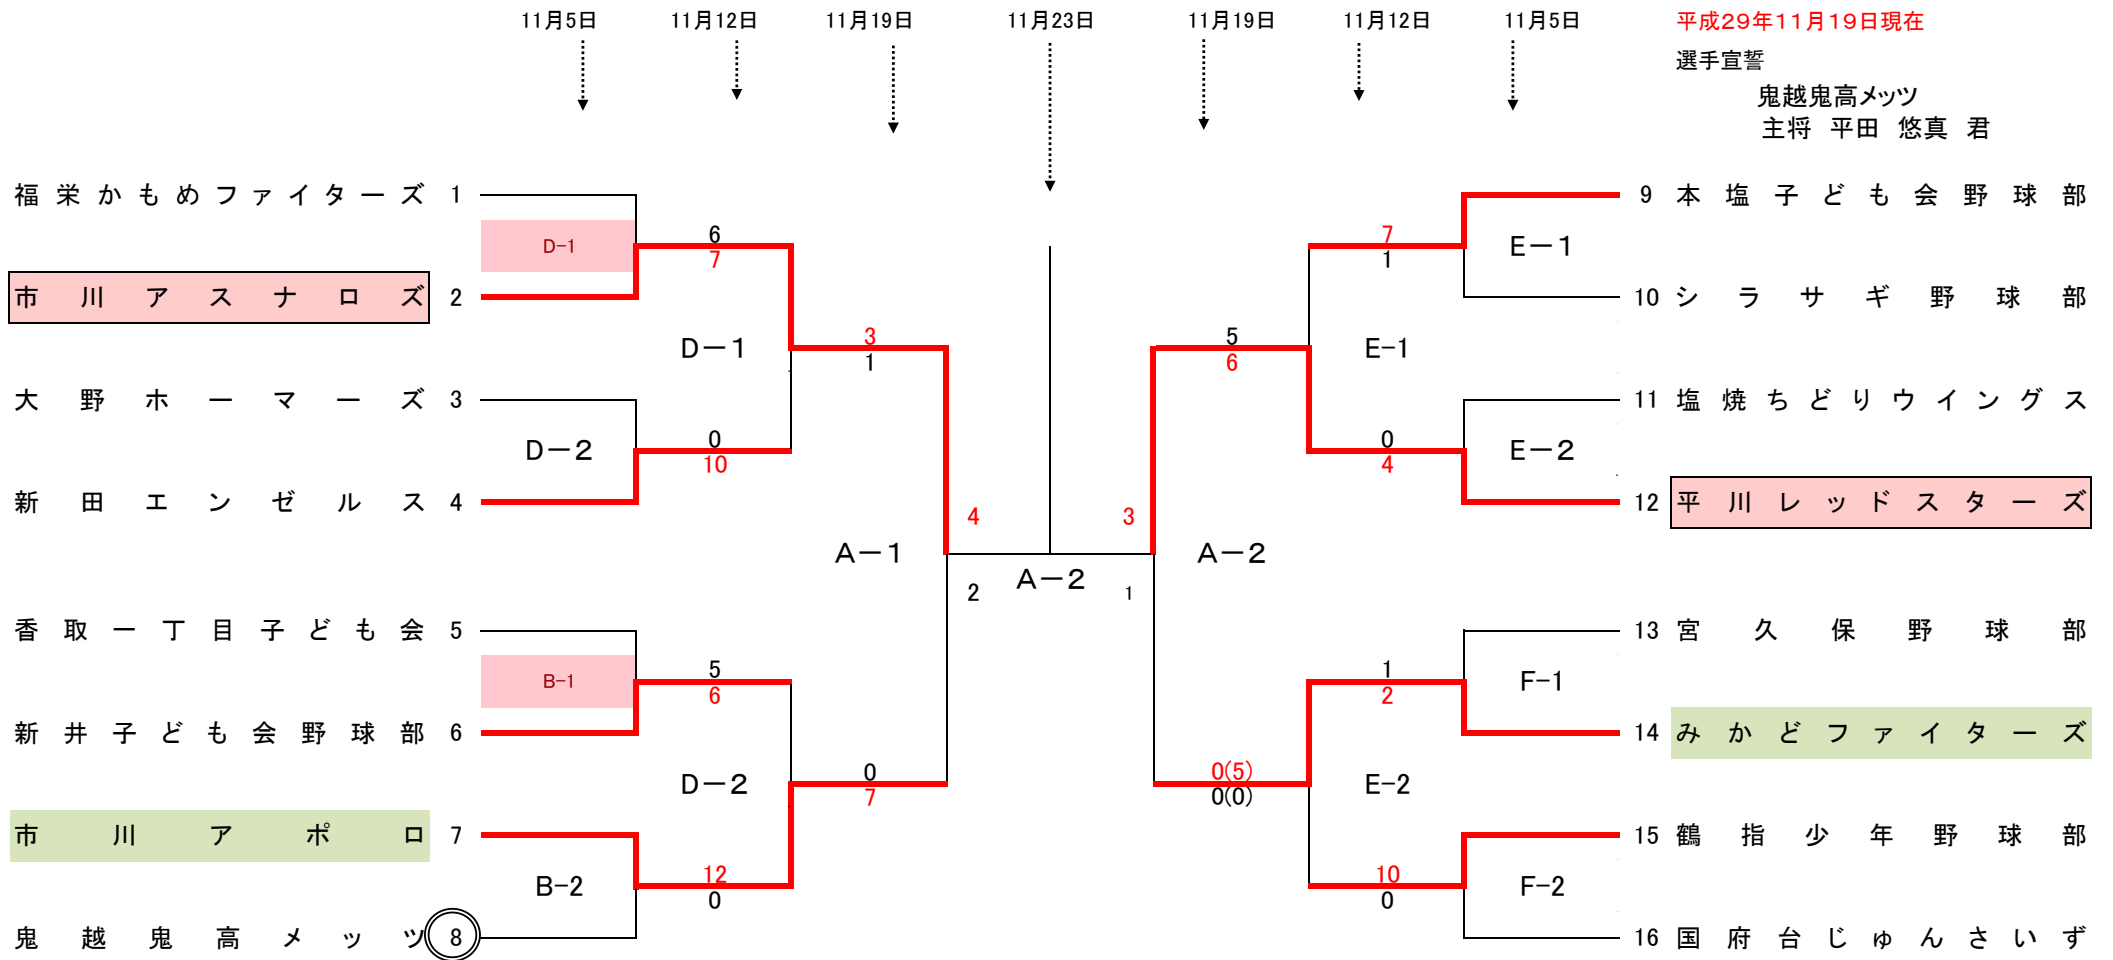 11月5日 11月12日 11月19日 11月23日 11月19日 11月12日 11月5日 平成29年11月19日現在
選手宣誓
鬼越鬼高メッツ
主将 平田 悠真 君
福栄かもめファイターズ 1
9 本塩子ども会野球部
6
7
D-1
7
1
E－1
市川アスナロズ 2
10 シラサギ野球部
D－1
3
1
5
6
E-1
大野ホーマーズ 3
11 塩焼ちどりウイングス
D－2
0
10
0
4
E－2
新田エンゼルス 4
12 平川レッドスターズ
4
3
A－1
A－2
A－2
2
1
香取一丁目子ども会 5
13 宮久保野球部
B-1
5
6
1
2
F-1
新井子ども会野球部 6
14 みかどファイターズ
D－2
0
7
0(5)
0(0)
E-2
市川アポロ 7
15 鶴指少年野球部
B-2
12
0
10
0
F-2
鬼越鬼高メッツ 8
16 国府台じゅんさいず